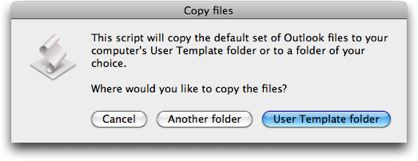 Copy files
This script will copy the default set of Outlook files to your
computer's User Template folder or to a folder of your
choice.
Where would you like to copy the files?
Cancel
Another folder
User Template folder